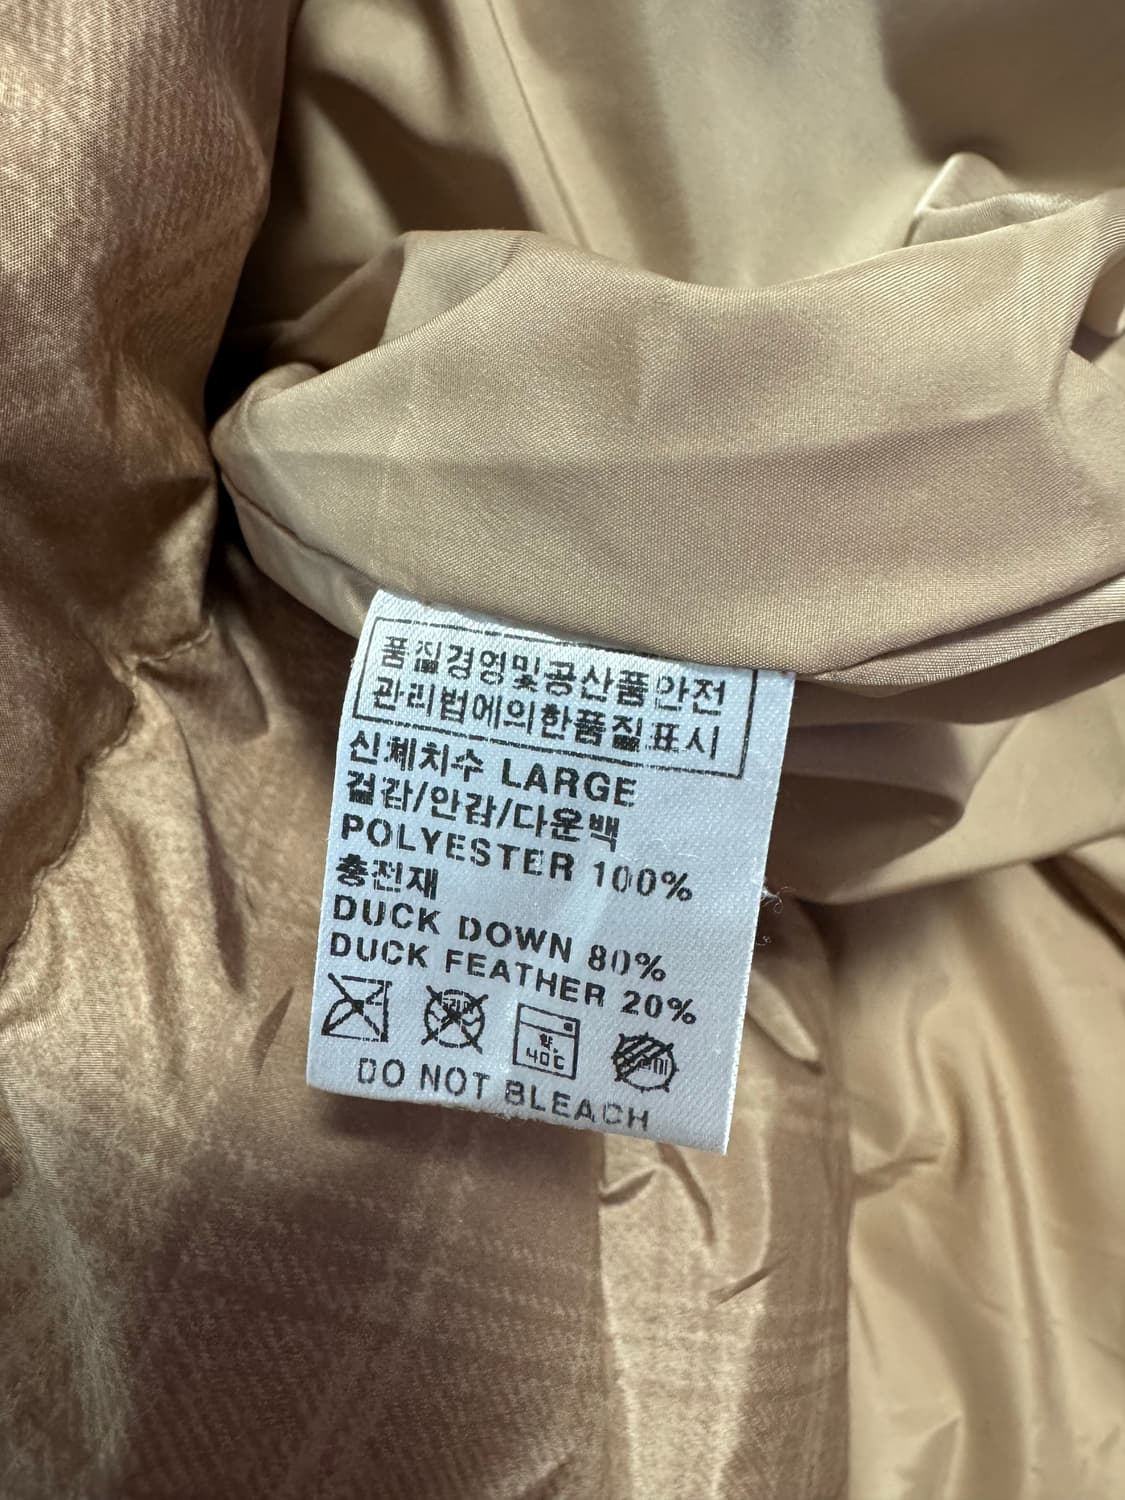 품질경영및공산품안전
관리법에의한품질표시
신체치수 LARGE
겉감/안감/다운백
POLYESTER 100%
충전재
DUCK DOWN 80%
DUCK FEATHER 20%
약.
40℃
DO NOT BLEACH